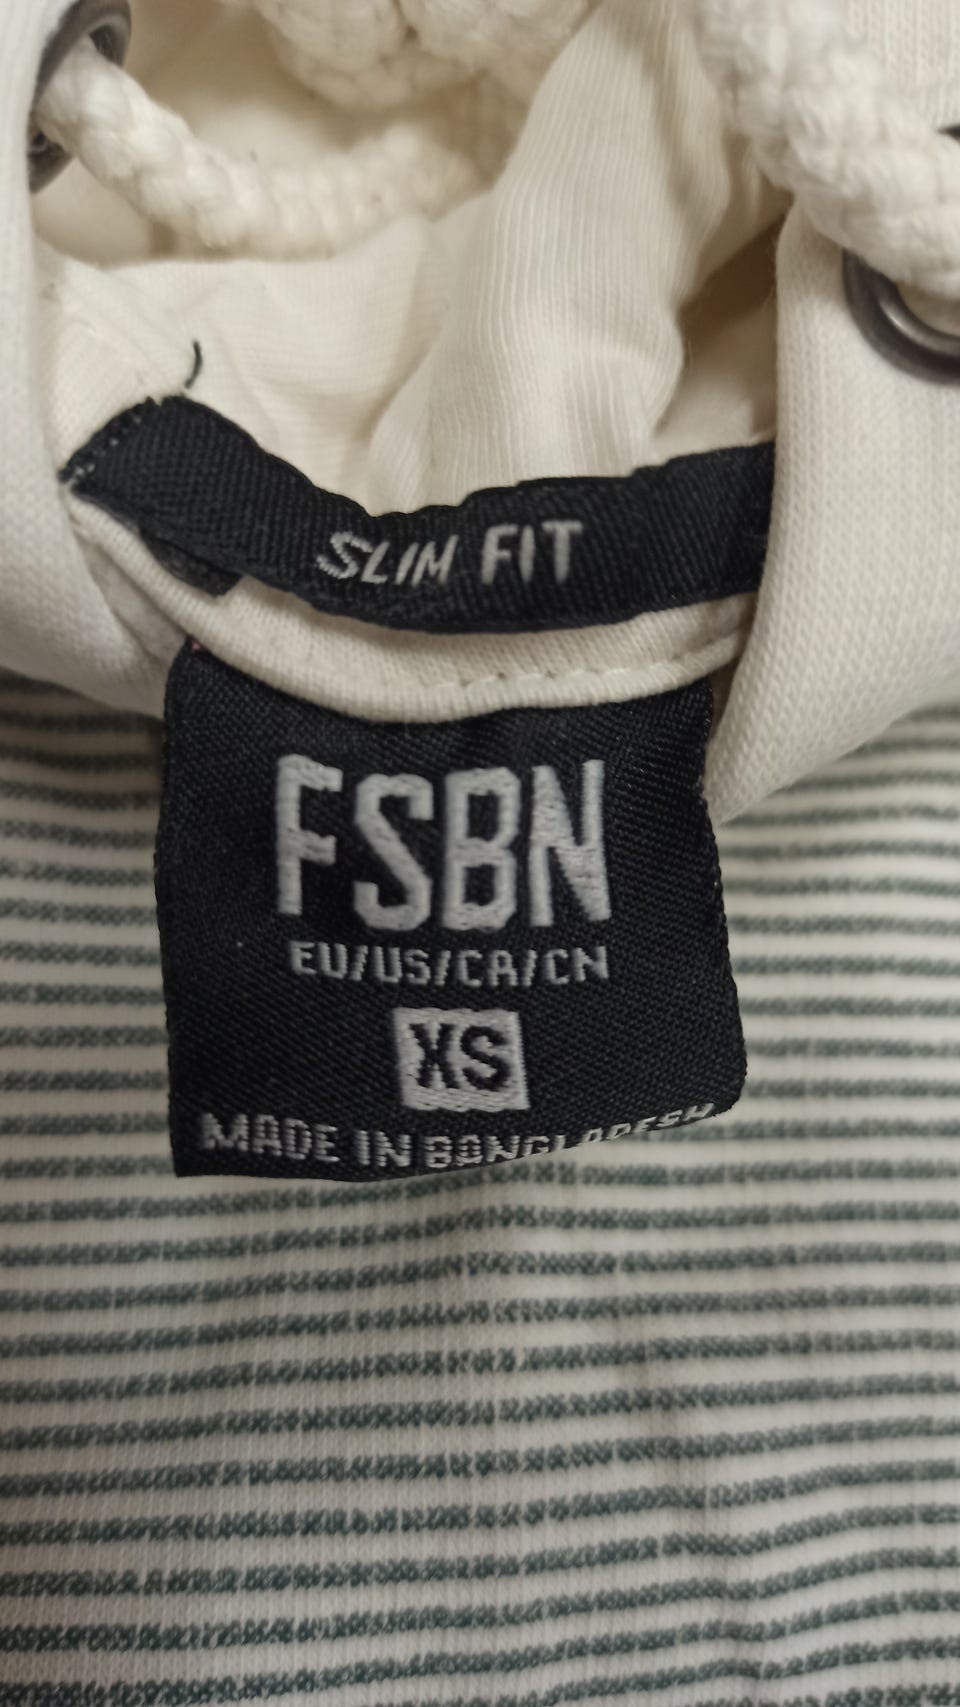 SLIM FIT
FSBN
EU/US/CA/CN
XS
MADE IN BANGLADESH